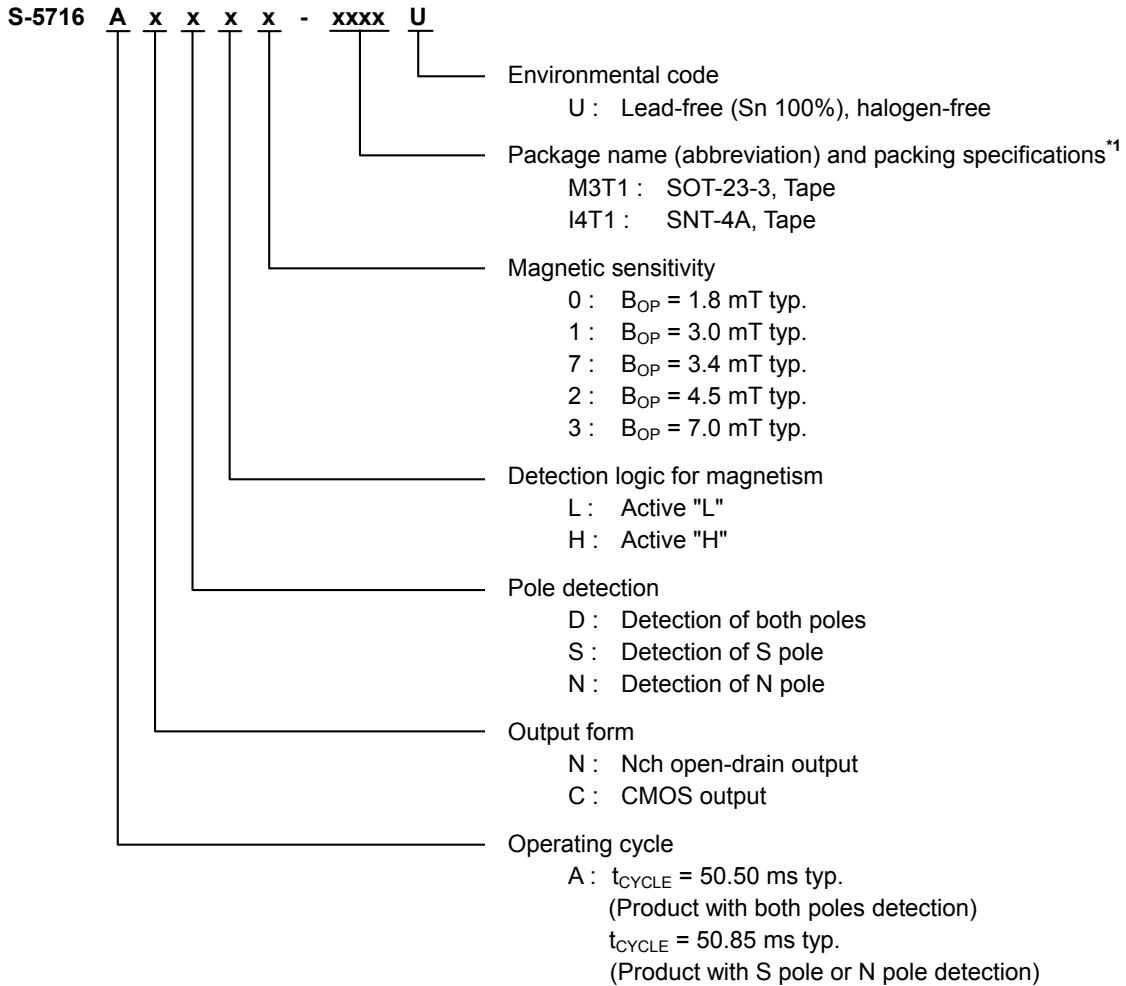 S-5716 A x x x x - xxxx U
Environmental code
U : Lead-free (Sn 100%), halogen-free
Package name (abbreviation) and packing specifications*1
M3T1 : SOT-23-3, Tape
I4T1 : SNT-4A, Tape
Magnetic sensitivity
0 : BOP = 1.8 mT typ.
1 : BOP = 3.0 mT typ.
7 : BOP = 3.4 mT typ.
2 : BOP = 4.5 mT typ.
3 : BOP = 7.0 mT typ.
Detection logic for magnetism
L : Active "L"
H : Active "H"
Pole detection
D : Detection of both poles
S : Detection of S pole
N : Detection of N pole
Output form
N : Nch open-drain output
C : CMOS output
Operating cycle
A : tCYCLE = 50.50 ms typ.
(Product with both poles detection)
tCYCLE = 50.85 ms typ.
(Product with S pole or N pole detection)